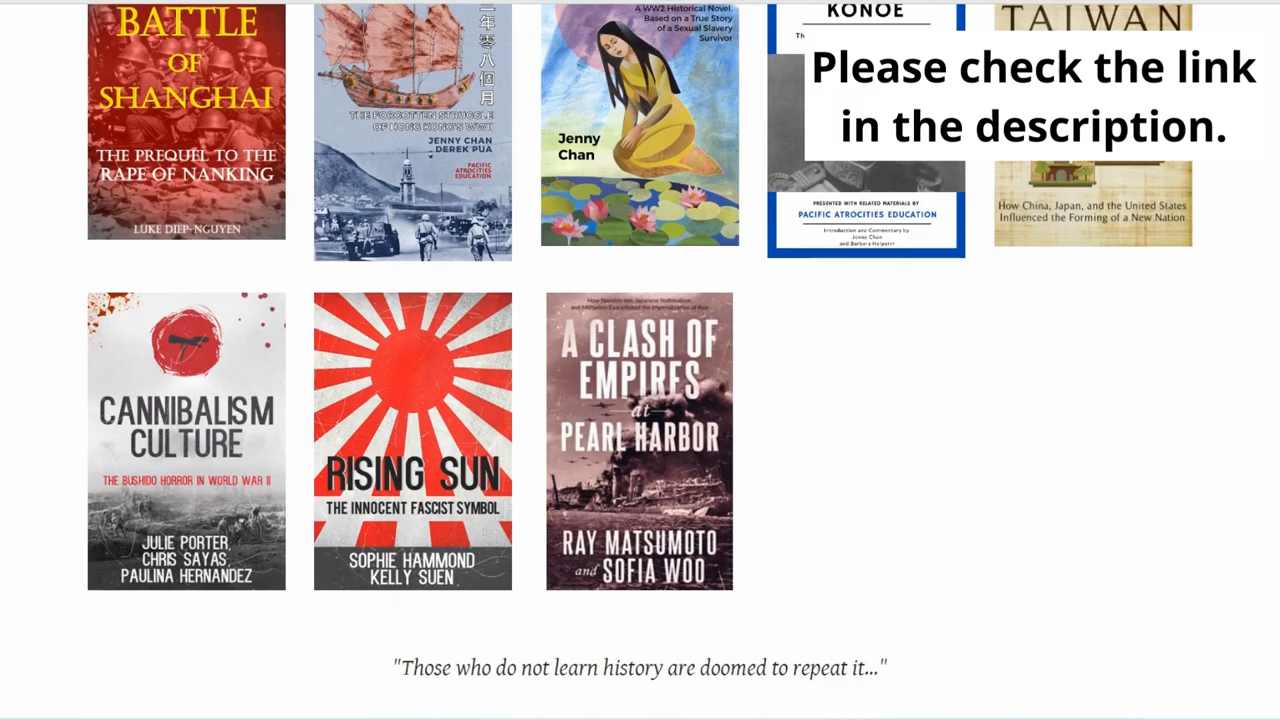 BATTLE
OF
SHANGHAI
THE PREQUEL TO THE
RAPE OF NANKING
LUKE DIEP-NGUYEN
年零八個月
THE FORGOTTEN STRUGGLE
OF HONG KONG'S WWII
JENNY CHAN
DEREK PUA
PACIFIC
ATROCITIES
EDUCATION
A WW2 Historical Novel,
Based on a True Story
of a Sexual Slavery
Survivor
Jenny
Chan
KONOE
Th
PRESENTED WITH RELATED MATERIALS BY
PACIFIC ATROCITIES EDUCATION
Introduction and Commentary by
Jenny Chan
and Barbara Halperin
TAIWAN
How China, Japan, and the United States
Influenced the Forming of a New Nation
Please check the link
in the description.
CANNIBALISM
CULTURE
THE BUSHIDO HORROR IN WORLD WAR II
JULIE PORTER,
CHRIS SAYAS,
PAULINA HERNANDEZ
RISING SUN
THE INNOCENT FASCIST SYMBOL
SOPHIE HAMMOND
KELLY SUEN
A CLASH OF
EMPIRES
at
PEARL HARBOR
RAY MATSUMOTO
and SOFIA WOO
"Those who do not learn history are doomed to repeat it..."